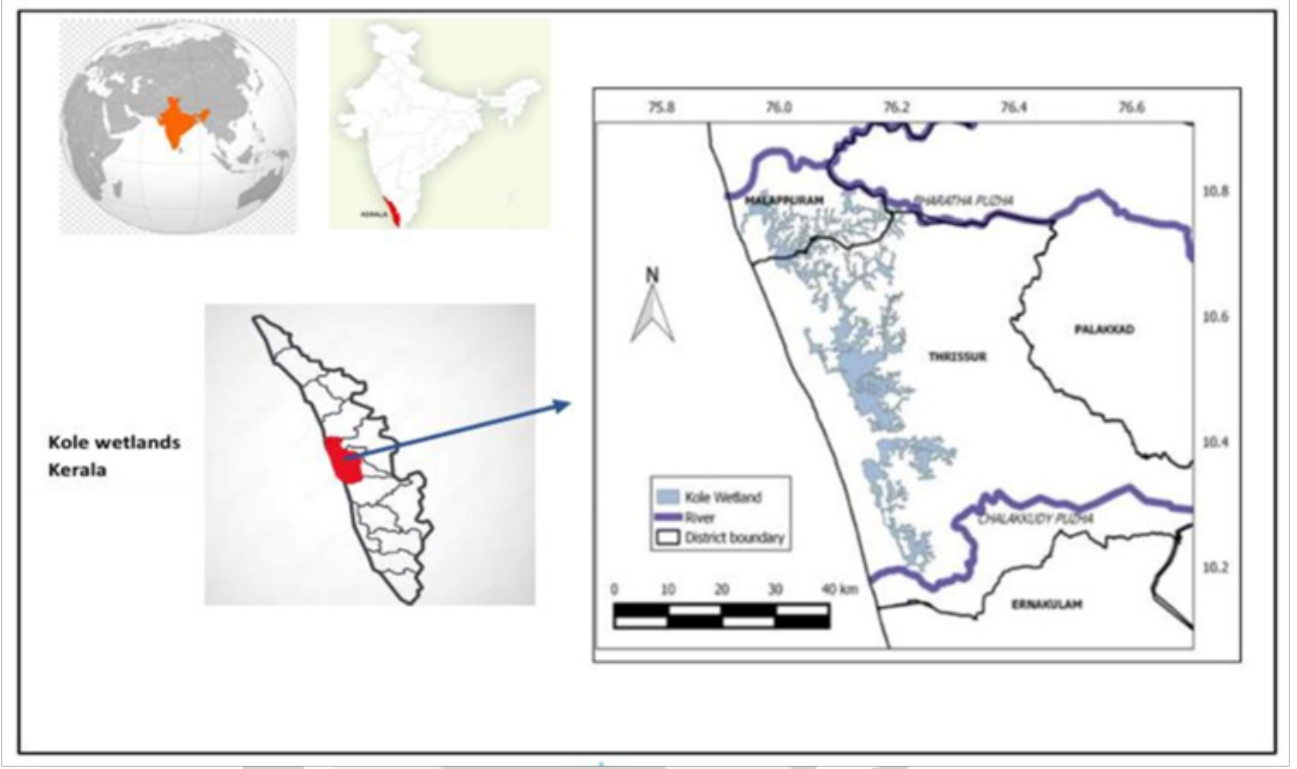 KERALA
Kole wetlands
Kerala
75.8 76.0 76.2 76.4 76.6
10.8
10.6
10.4
10.2
MALAPPURAM
BHARATHA PUZHA
PALAKKAD
THRISSUR
N
Kole Wetland
River
District boundary
CHALAKKUDY PUZHA
0 10 20 30 40 km
ERNAKULAM